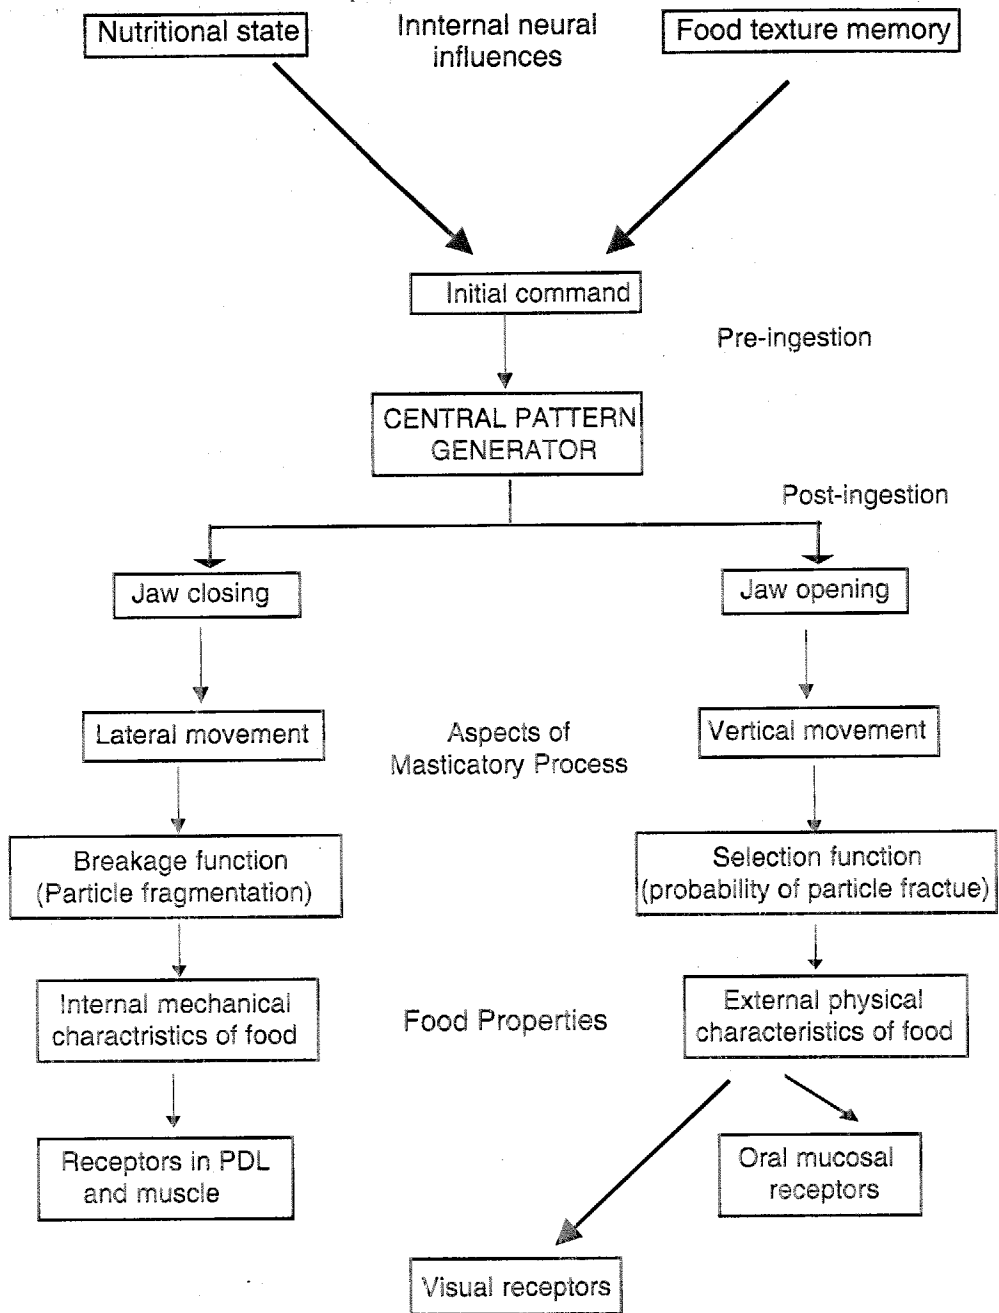 Nutritional state
Innternal neural
influences
Food texture memory
Initial command
Pre-ingestion
CENTRAL PATTERN
GENERATOR
Post-ingestion
Jaw closing
Jaw opening
Lateral movement
Aspects of
Masticatory Process
Vertical movement
Breakage function
(Particle fragmentation)
Selection function
(probability of particle fractue)
Internal mechanical
charactristics of food
Food Properties
External physical
characteristics of food
Receptors in PDL
and muscle
Oral mucosal
receptors
Visual receptors